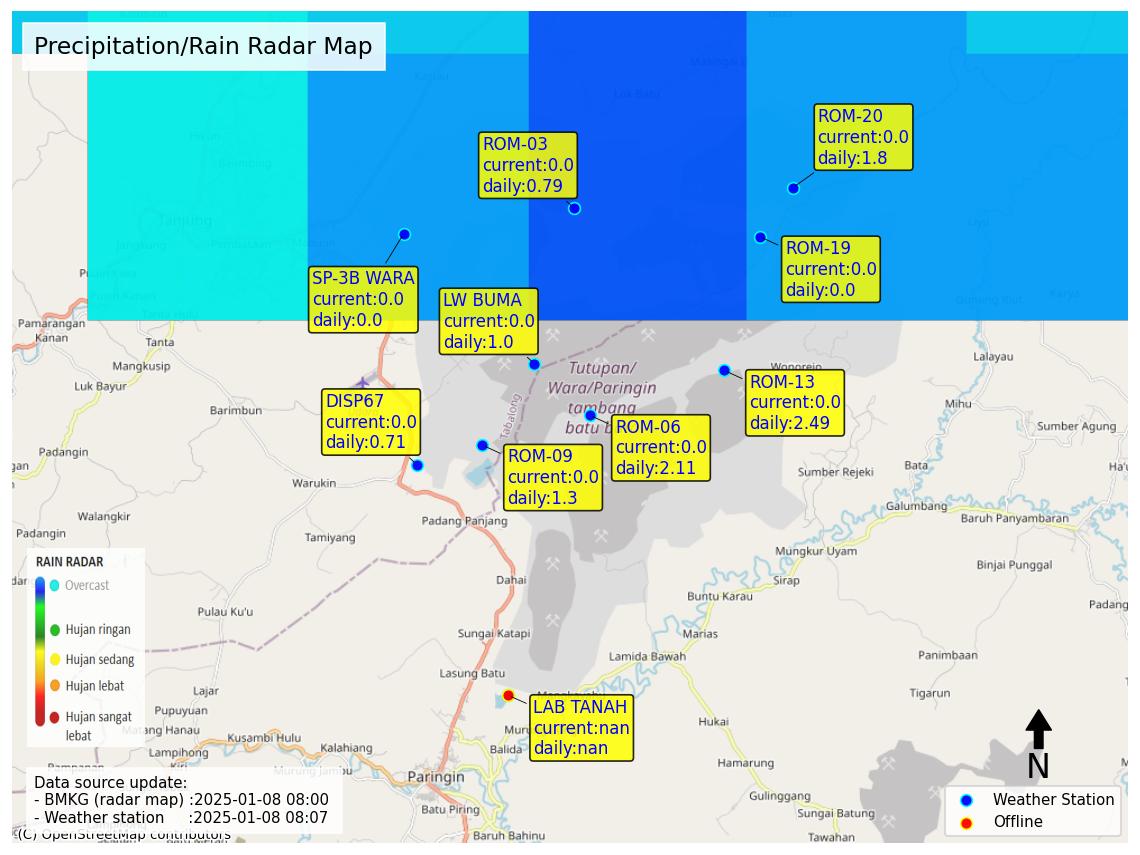 Precipitation/Rain Radar Map
ROM-20
current:0.0
daily:1.8
ROM-03
current:0.0
daily:0.79
ROM-19
current:0.0
daily:0.0
SP-3B WARA
current:0.0
daily:0.0
LW BUMA
current:0.0
daily:1.0
ROM-13
current:0.0
daily:2.49
DISP67
current:0.0
daily:0.71
ROM-06
current:0.0
daily:2.11
ROM-09
current:0.0
daily:1.3
LAB TANAH
current:nan
daily:nan
Tanjung
Pamarangan
Kanan
Tanta
Mangkusip
Luk Bayur
Barimbun
Padangin
Warukin
Walangkir
Padangin
Tamiyang
Padang Panjang
Tabalong
Tutupan/
Wara/Paringin
tambang
batu
Wonorejo
Lalayau
Mihu
Sumber Agung
Bata
Sumber Rejeki
Galumbang
Baruh Panyambaran
Mungkur Uyam
Binjai Punggal
Sirap
Buntu Karau
Dahai
Pulau Ku'u
Sungai Katapi
Marias
Lamida Bawah
Panimbaan
Lasung Batu
Tigarun
Lajar
Pupuyuan
Matang Hanau
Kusambi Hulu
Lampihong
Kalahiang
Balida
Hukai
Hamarung
Murung Jambu
Paringin
Batu Piring
Gulinggang
Sungai Batung
Baruh Bahinu
Tawahan
RAIN RADAR
Overcast
Hujan ringan
Hujan sedang
Hujan lebat
Hujan sangat
lebat
Data source update:
- BMKG (radar map) :2025-01-08 08:00
- Weather station :2025-01-08 08:07
(C) OpenStreetMap contributors
N
Weather Station
Offline